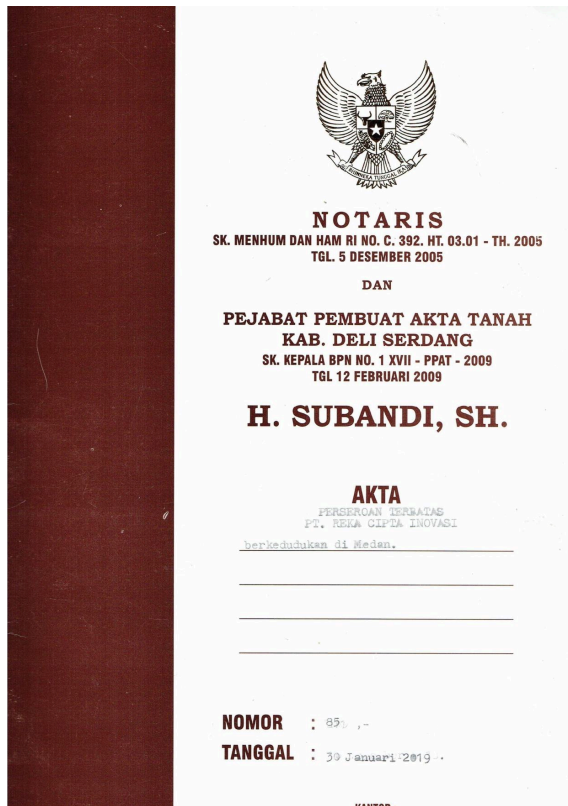 BHINNEKA TUNGGAL IKA
NOTARIS
SK. MENHUM DAN HAM RI NO. C. 392. HT. 03.01 - TH. 2005
TGL. 5 DESEMBER 2005
DAN
PEJABAT PEMBUAT AKTA TANAH
KAB. DELI SERDANG
SK. KEPALA BPN NO. 1 XVII - PPAT - 2009
TGL 12 FEBRUARI 2009
H. SUBANDI, SH.
AKTA
PERSEROAN TERBATAS
PT. REKA CIPTA INOVASI
berkedudukan di Medan.
NOMOR : 85 ,-
TANGGAL : 30 Januari 2019 .
KANTOR